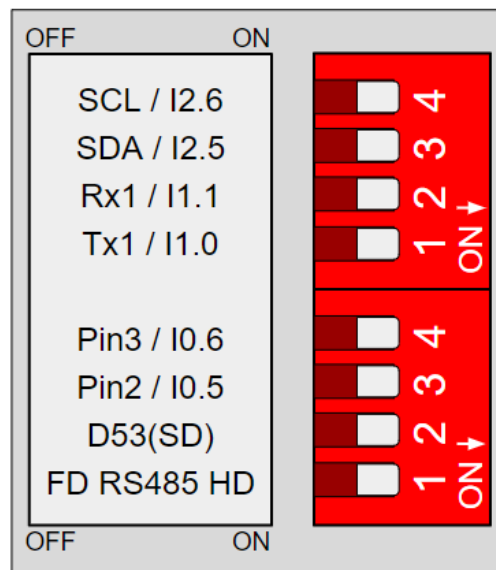 OFF ON
SCL / I2.6 4
SDA / I2.5 3
Rx1 / I1.1 2
Tx1 / I1.0 1 ON
Pin3 / I0.6 4
Pin2 / I0.5 3
D53(SD) 2
FD RS485 HD 1 ON
OFF ON